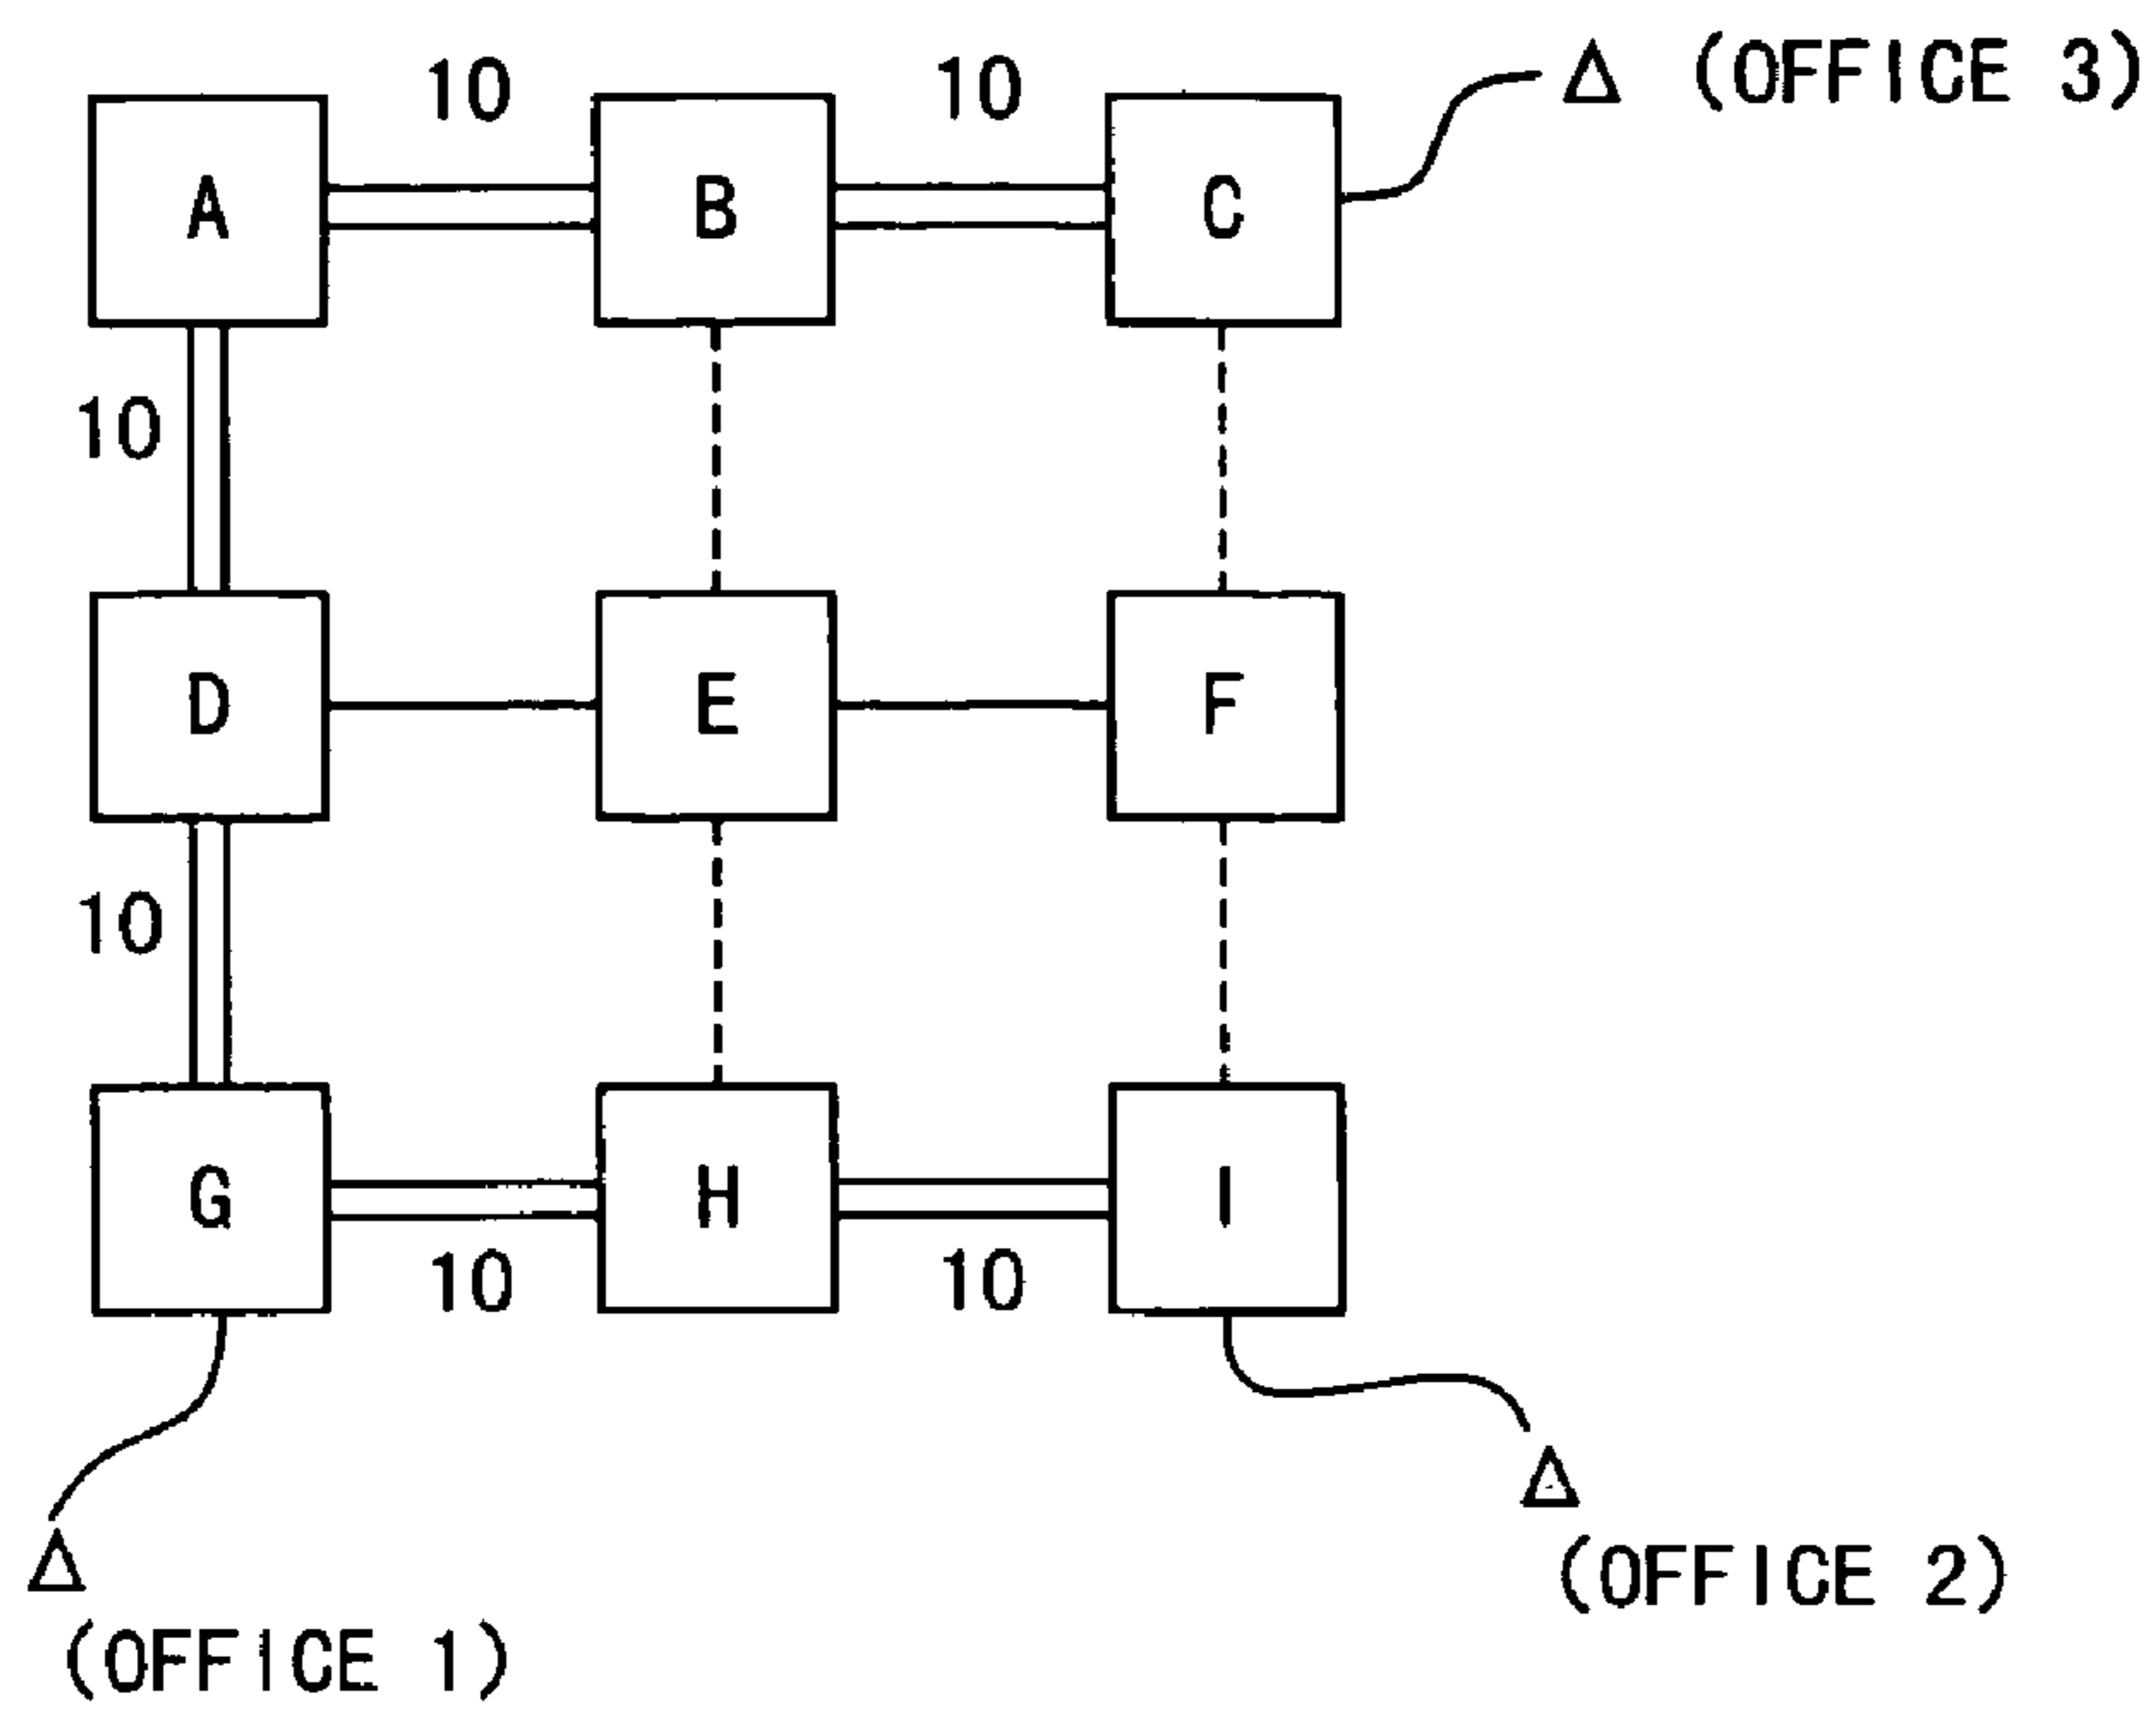 10 10 Δ (OFFICE 3)
A B C
10
D E F
10
G H I
10 10
Δ
(OFFICE 2)
Δ
(OFFICE 1)